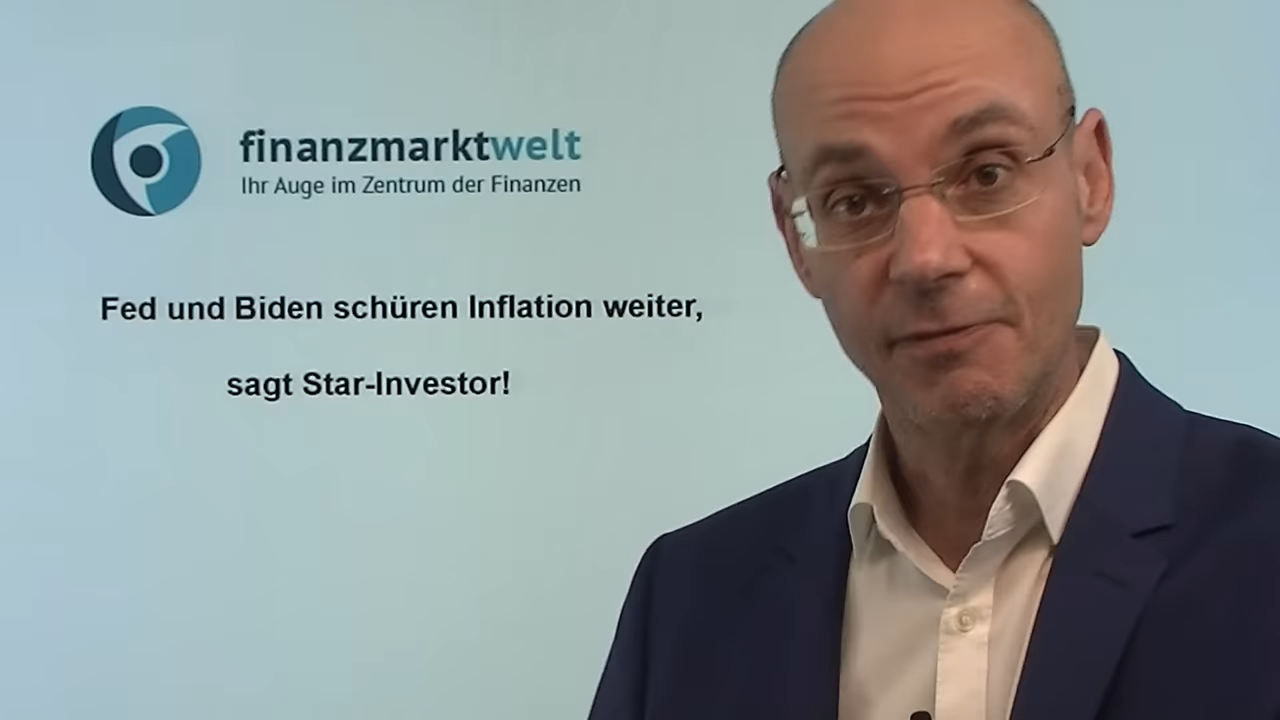 finanzmarktwelt
Ihr Auge im Zentrum der Finanzen
Fed und Biden schüren Inflation weiter,
sagt Star-Investor!